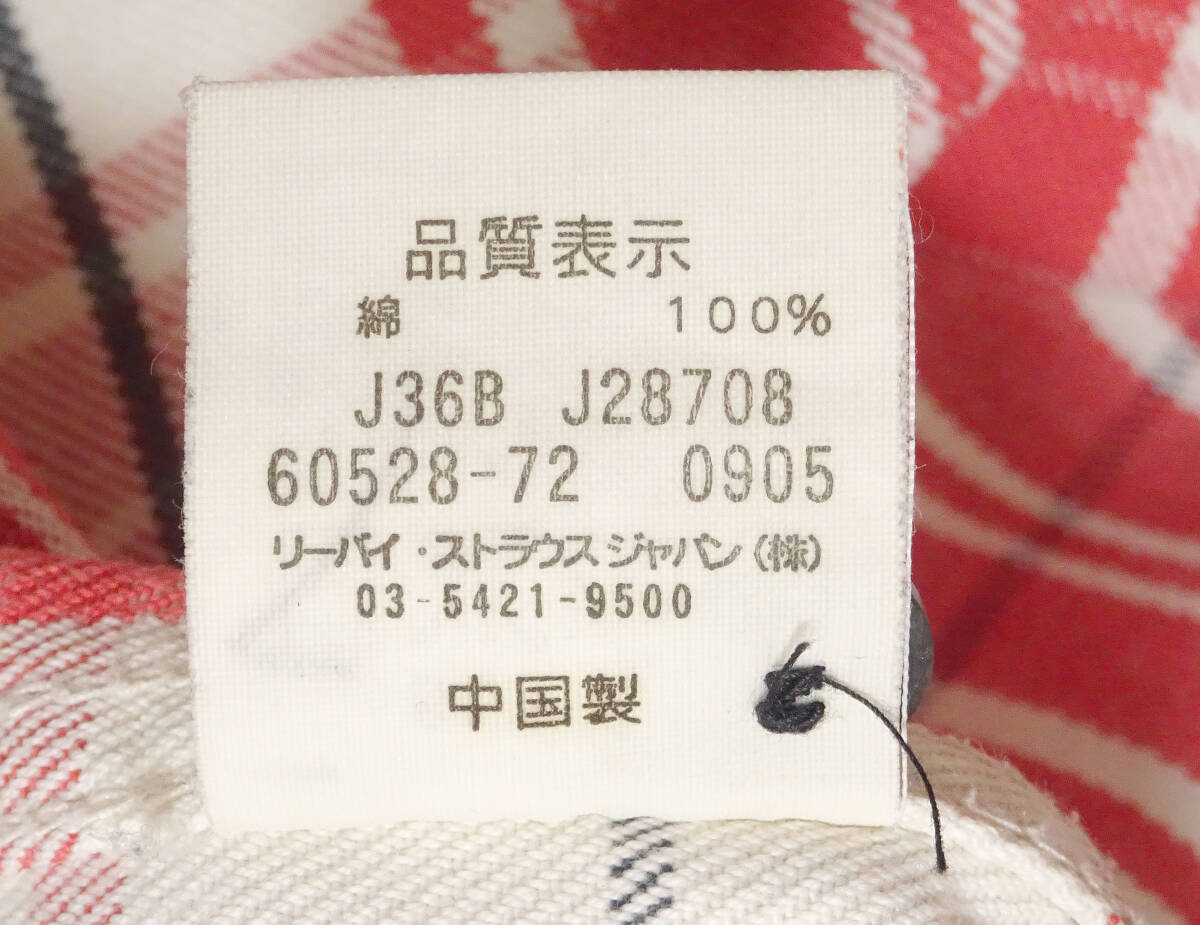 品質表示
綿 100%
J36B J28708
60528-72 0905
リーバイ・ストラウス ジャパン(株)
03-5421-9500
中国製